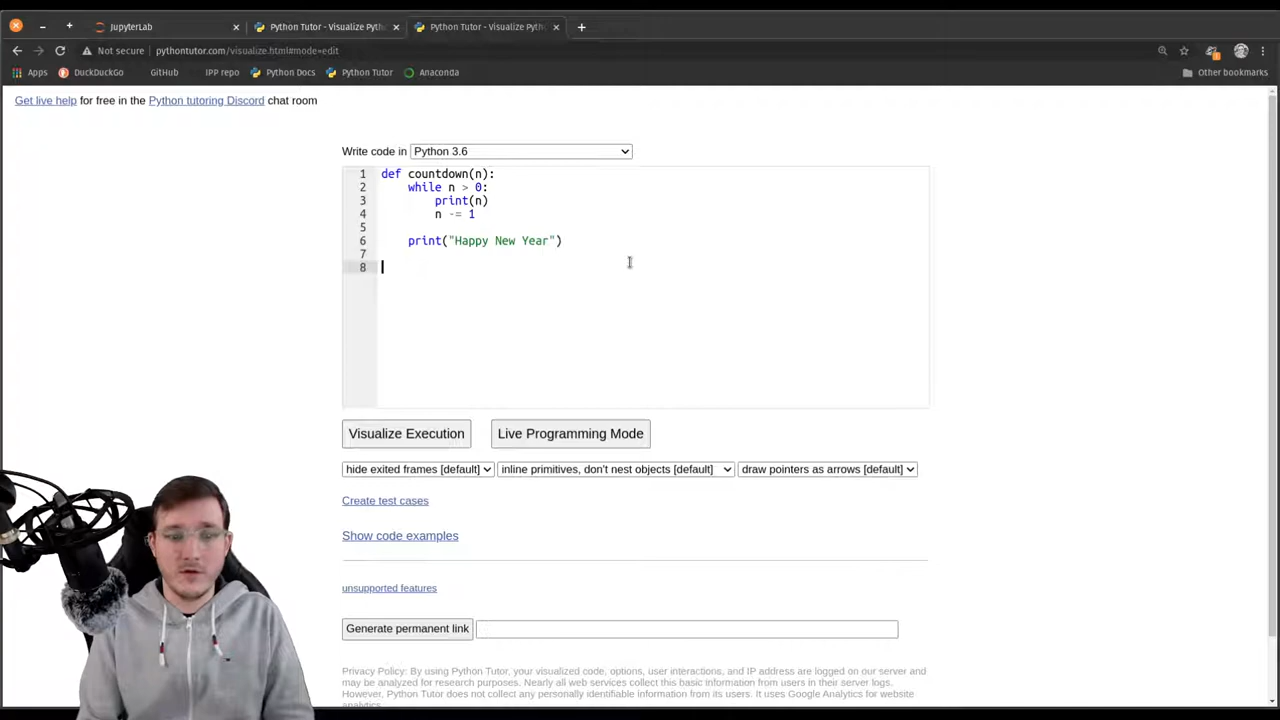 JupyterLab
Python Tutor - Visualize Pyth
Python Tutor - Visualize Pyth
Not secure | pythontutor.com/visualize.html#mode=edit
Apps DuckDuckGo GitHub IPP repo Python Docs Python Tutor Anaconda Other bookmarks
Get live help for free in the Python tutoring Discord chat room
Write code in Python 3.6
1 def countdown(n):
2 while n > 0:
3 print(n)
4 n -= 1
5
6 print("Happy New Year")
7
8
Visualize Execution Live Programming Mode
hide exited frames [default] inline primitives, don't nest objects [default] draw pointers as arrows [default]
Create test cases
Show code examples
unsupported features
Generate permanent link
Privacy Policy: By using Python Tutor, your visualized code, options, user interactions, and IP address are logged on our server and
may be analyzed for research purposes. Nearly all web services collect this basic information from users in their server logs.
However, Python Tutor does not collect any personally identifiable information from its users. It uses Google Analytics for website
analytics.